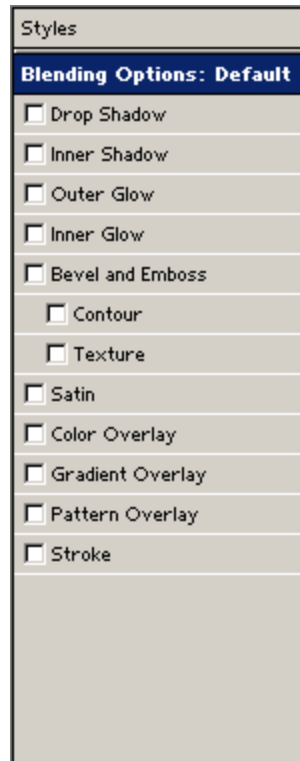 Styles
Blending Options: Default
Drop Shadow
Inner Shadow
Outer Glow
Inner Glow
Bevel and Emboss
Contour
Texture
Satin
Color Overlay
Gradient Overlay
Pattern Overlay
Stroke